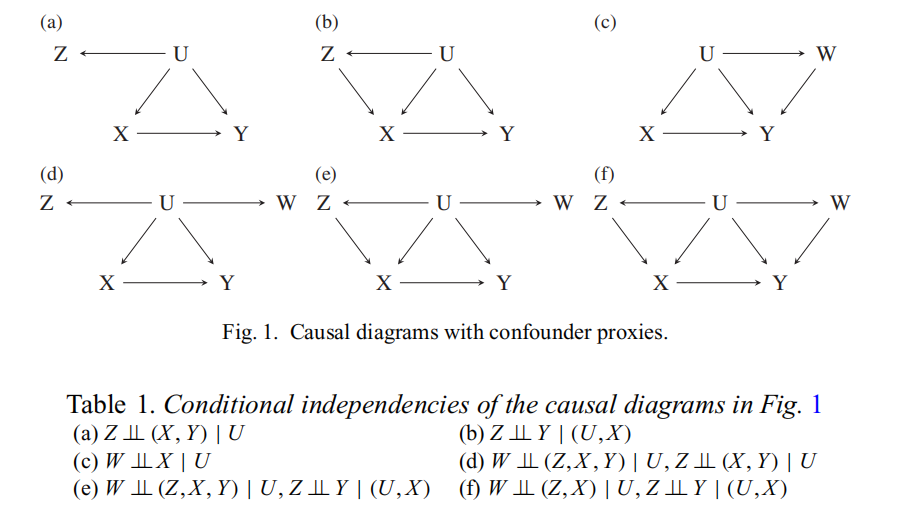 (a) (b) (c)
Z U Z U U W
X Y X Y X Y
(d) (e) (f)
Z U W Z U W Z U W
X Y X Y X Y
Fig. 1. Causal diagrams with confounder proxies.
Table 1. Conditional independencies of the causal diagrams in Fig. 1
(a) Z ⫫ (X, Y) | U (b) Z ⫫ Y | (U,X)
(c) W ⫫ X | U (d) W ⫫ (Z,X,Y) | U, Z ⫫ (X, Y) | U
(e) W ⫫ (Z,X,Y) | U, Z ⫫ Y | (U,X) (f) W ⫫ (Z,X) | U, Z ⫫ Y | (U,X)